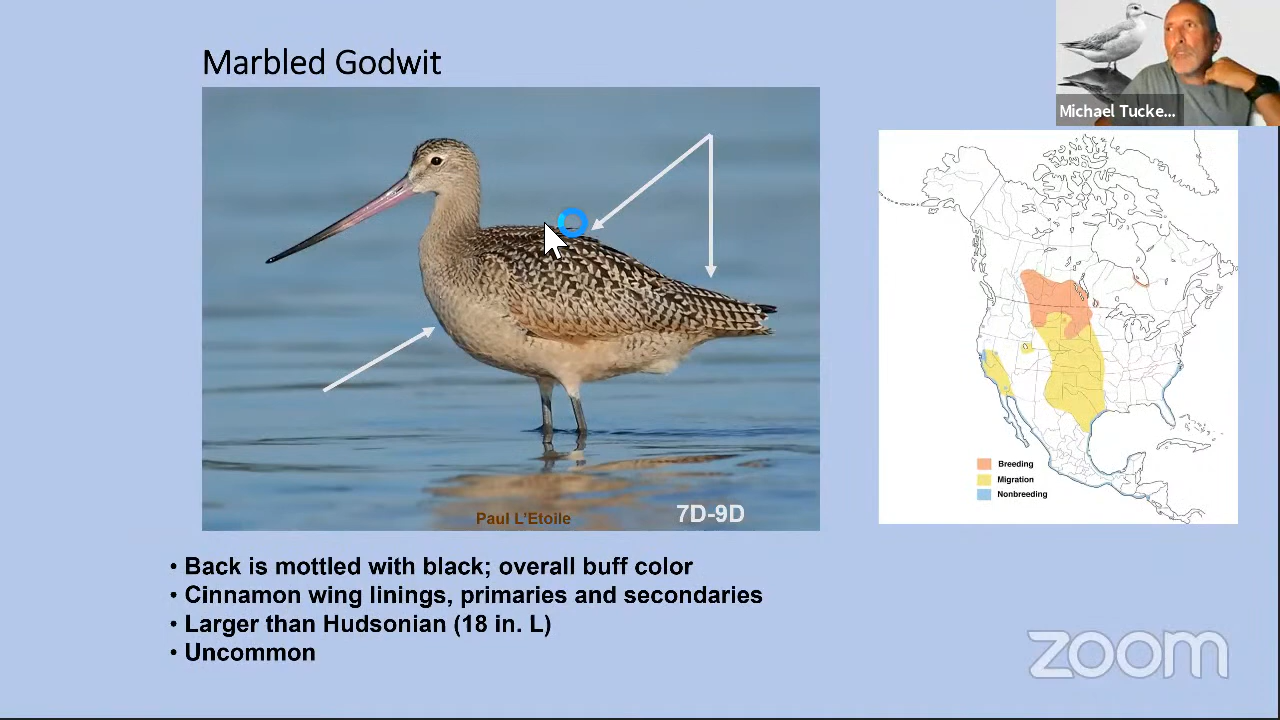 Marbled Godwit
Michael Tucke...
Breeding
Migration
Nonbreeding
Paul L'Etoile
7D-9D
• Back is mottled with black; overall buff color
• Cinnamon wing linings, primaries and secondaries
• Larger than Hudsonian (18 in. L)
• Uncommon
zoom